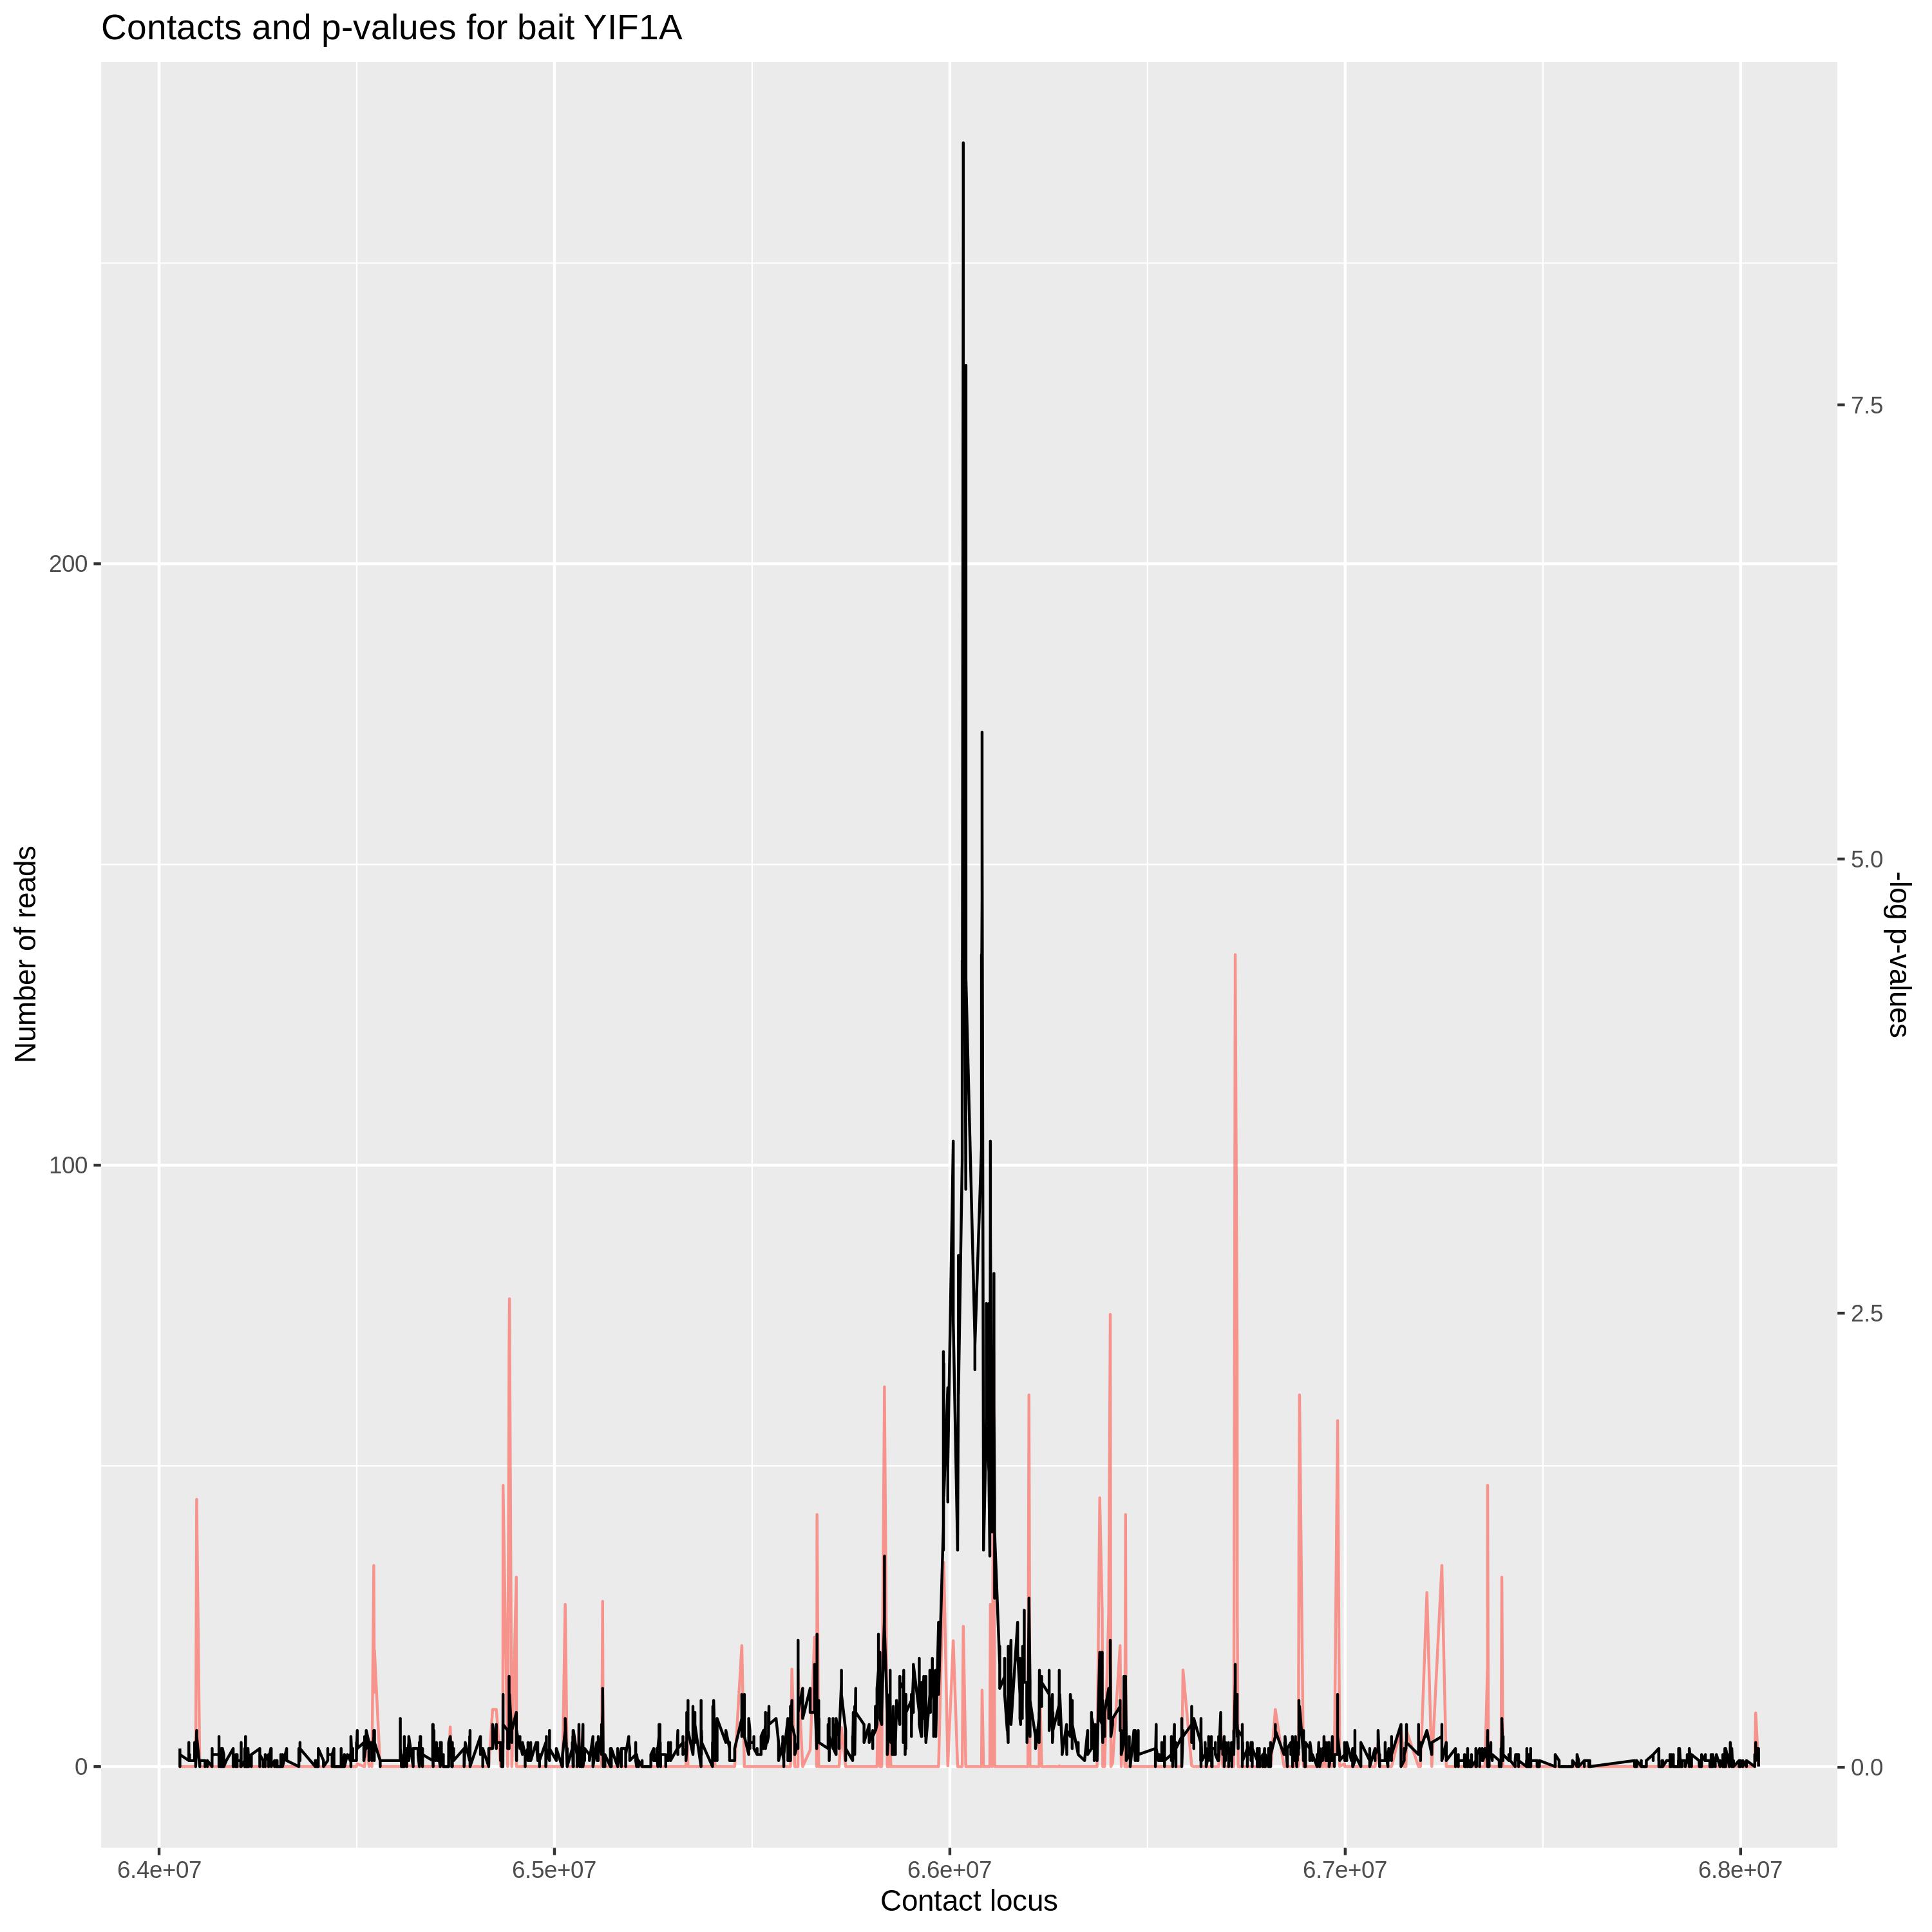 Contacts and p-values for bait YIF1A
Number of reads
200
100
0
7.5
5.0
2.5
0.0
-log p-values
6.4e+07
6.5e+07
6.6e+07
6.7e+07
6.8e+07
Contact locus